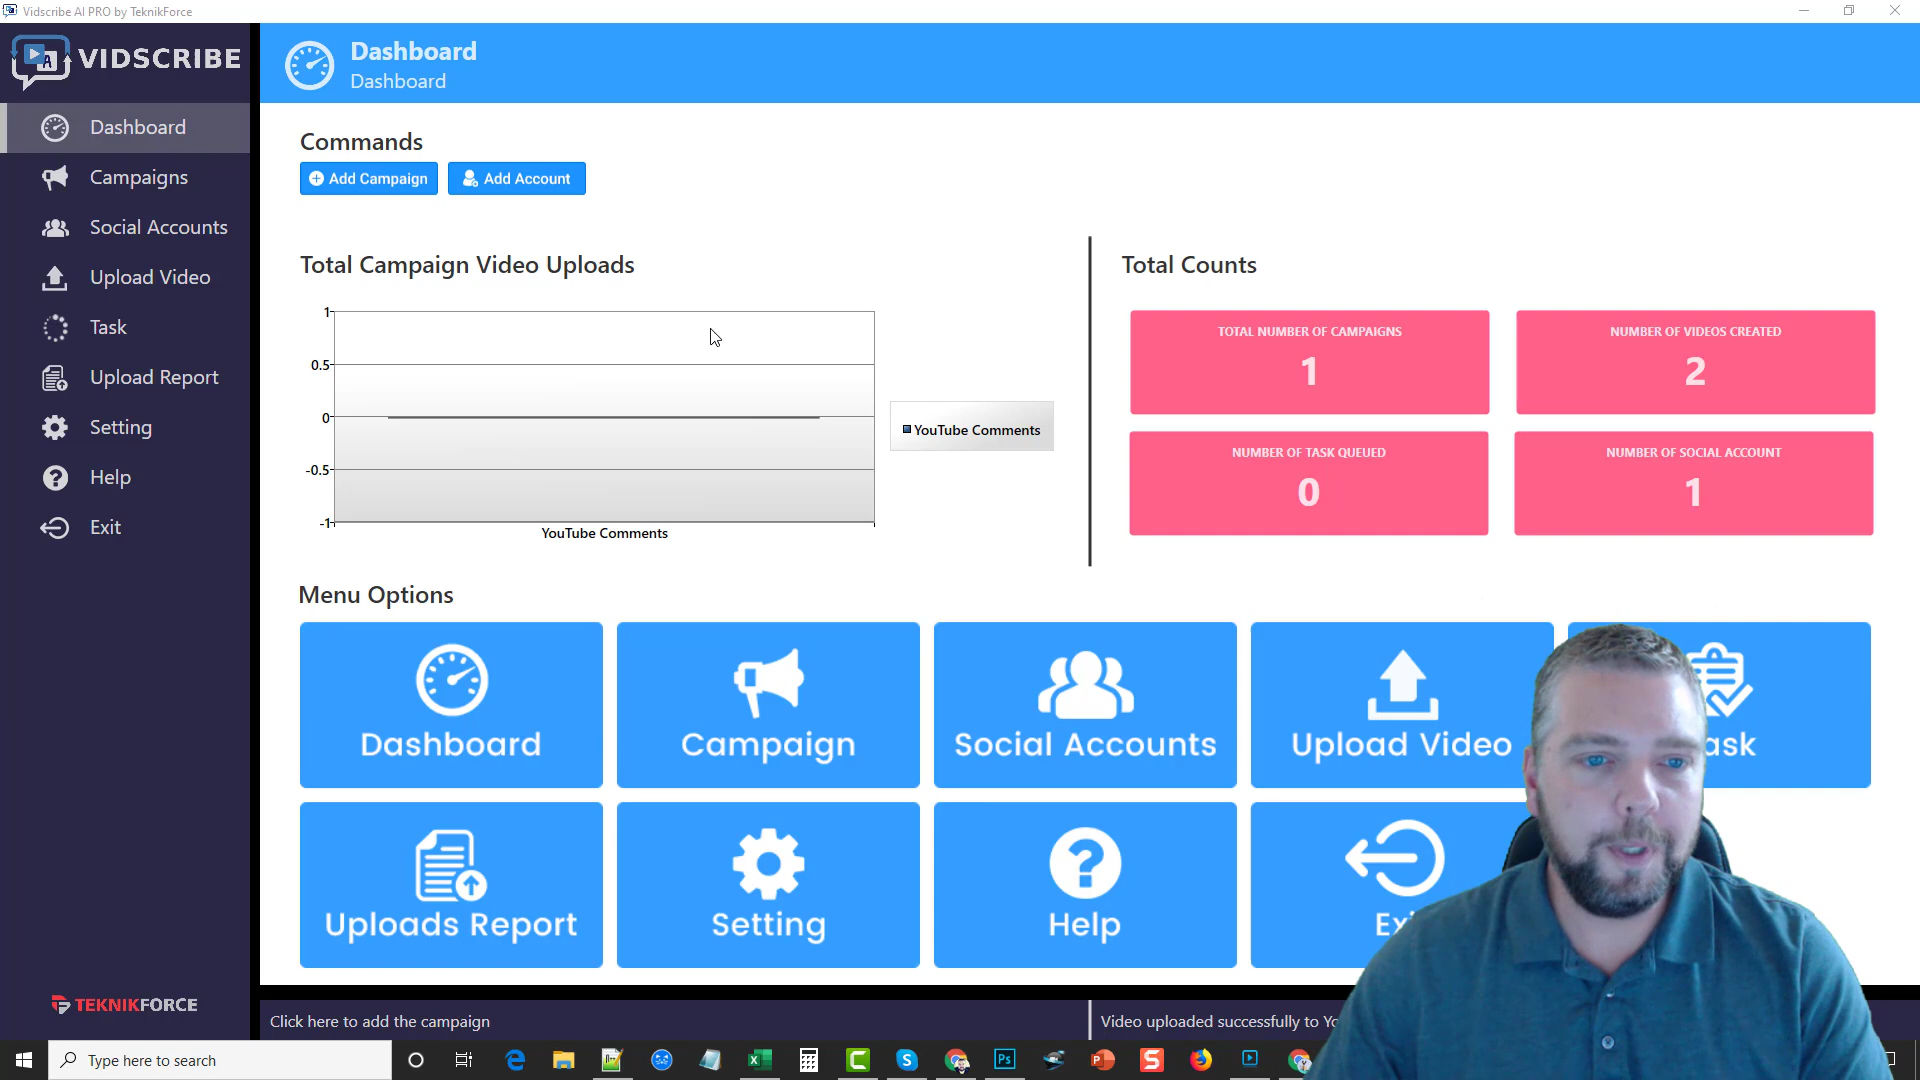 Vidscribe AI PRO by TeknikForce
VIDSCRIBE
Dashboard
Campaigns
Social Accounts
Upload Video
Task
Upload Report
Setting
Help
Exit
TEKNIKFORCE
Dashboard
Dashboard
Commands
Add Campaign
Add Account
Total Campaign Video Uploads
1
0.5
0
-0.5
-1
YouTube Comments
YouTube Comments
Total Counts
TOTAL NUMBER OF CAMPAIGNS
1
NUMBER OF VIDEOS CREATED
2
NUMBER OF TASK QUEUED
0
NUMBER OF SOCIAL ACCOUNT
1
Menu Options
Dashboard
Campaign
Social Accounts
Upload Video
ask
Uploads Report
Setting
Help
Exi
Click here to add the campaign
Video uploaded successfully to Yo
Type here to search